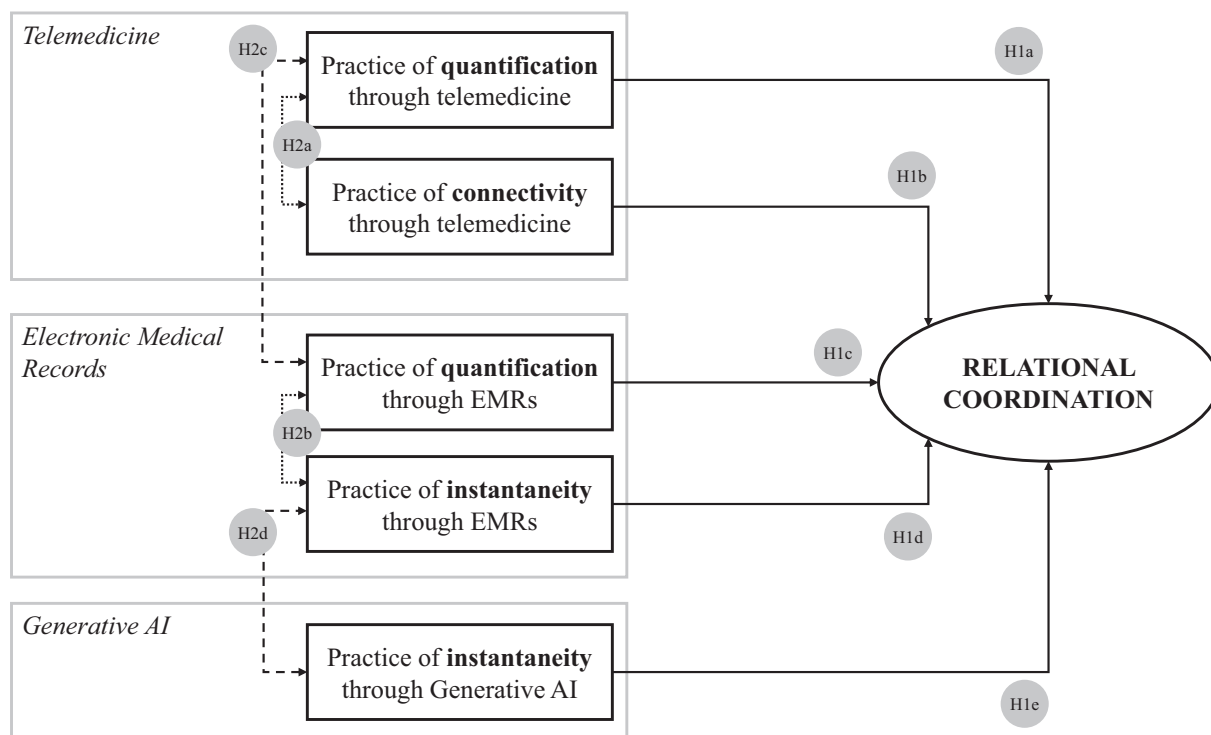 Telemedicine
H2c
Practice of quantification
through telemedicine
H1a
H2a
Practice of connectivity
through telemedicine
H1b
Electronic Medical
Records
Practice of quantification
through EMRs
H1c
RELATIONAL
COORDINATION
H2b
Practice of instantaneity
through EMRs
H2d
H1d
Generative AI
Practice of instantaneity
through Generative AI
H1e